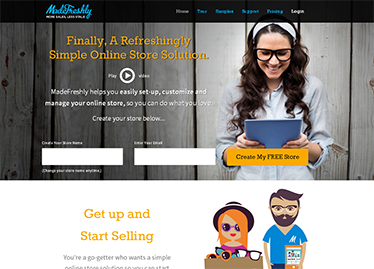 MadeFreshly
MORE SALES, LESS STALE
Home Tour Samples Support Pricing Login
Finally, A Refreshingly
Simple Online Store Solution.
Play video
MadeFreshly helps you easily set-up, customize and
manage your online store, so you can do what you love.
Create your store below...
Create Your Store Name Enter Your Email
Create My FREE Store
(Change your store name anytime.)
Get up and
Start Selling
You're a go-getter who wants a simple
online store solution so you can start